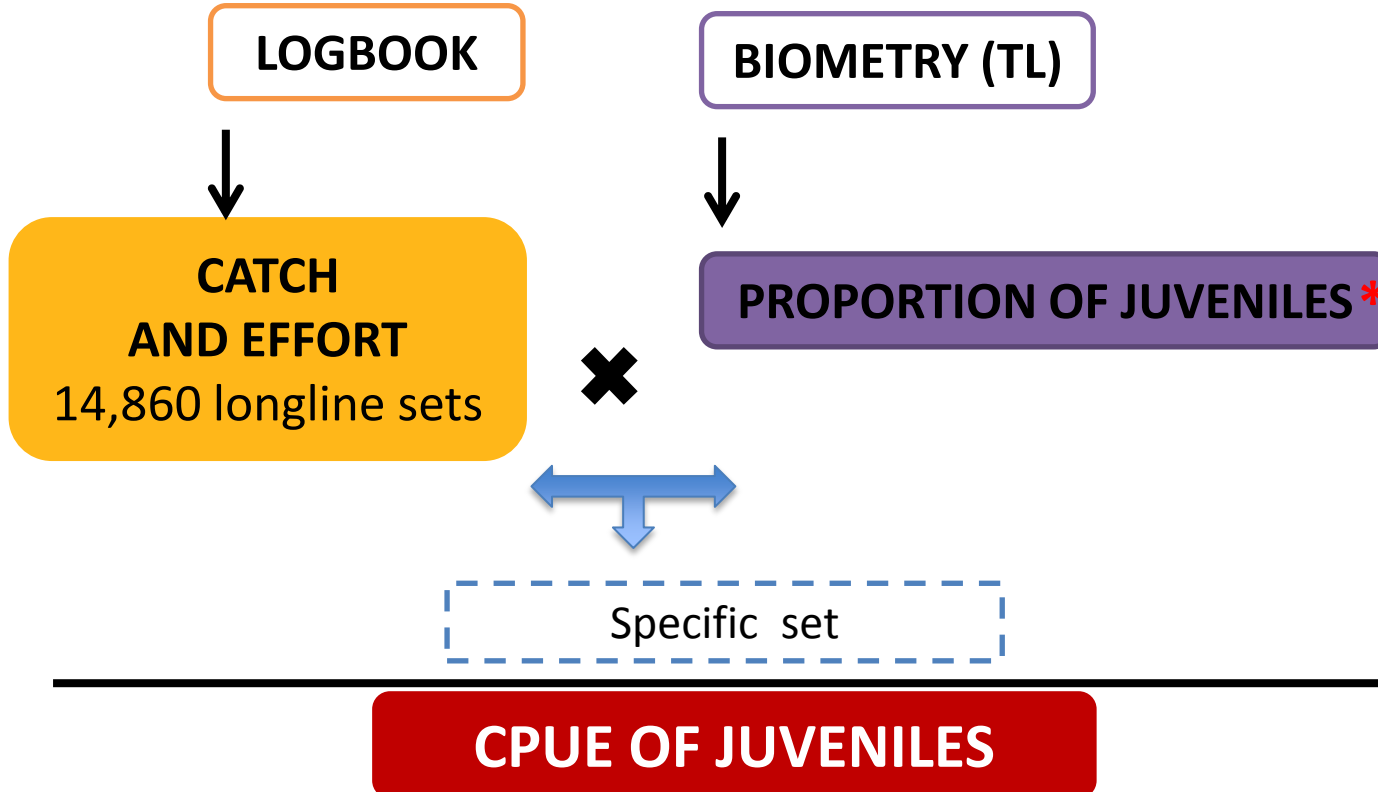 LOGBOOK
BIOMETRY (TL)
CATCH
AND EFFORT
14,860 longline sets
PROPORTION OF JUVENILES *
Specific set
CPUE OF JUVENILES